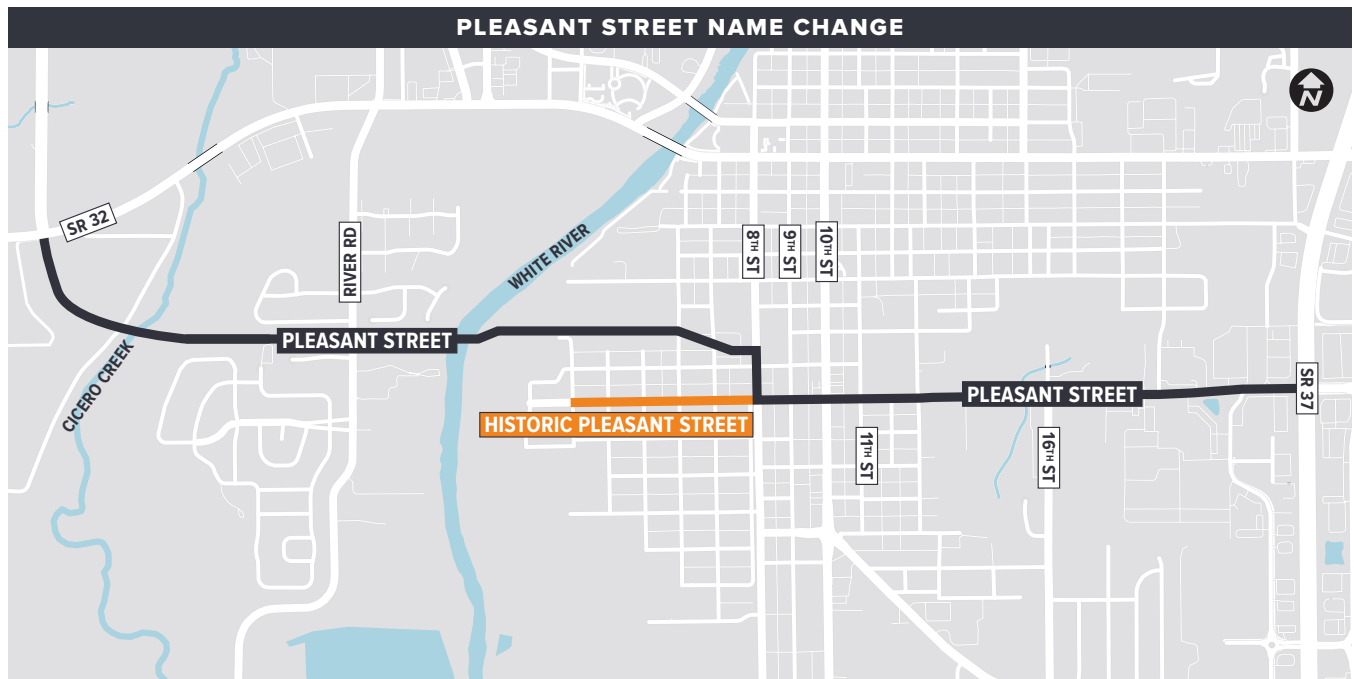 PLEASANT STREET NAME CHANGE
N
SR 32
RIVER RD
WHITE RIVER
8TH ST
9TH ST
10TH ST
PLEASANT STREET
CICERO CREEK
HISTORIC PLEASANT STREET
PLEASANT STREET
SR 37
11TH ST
16TH ST